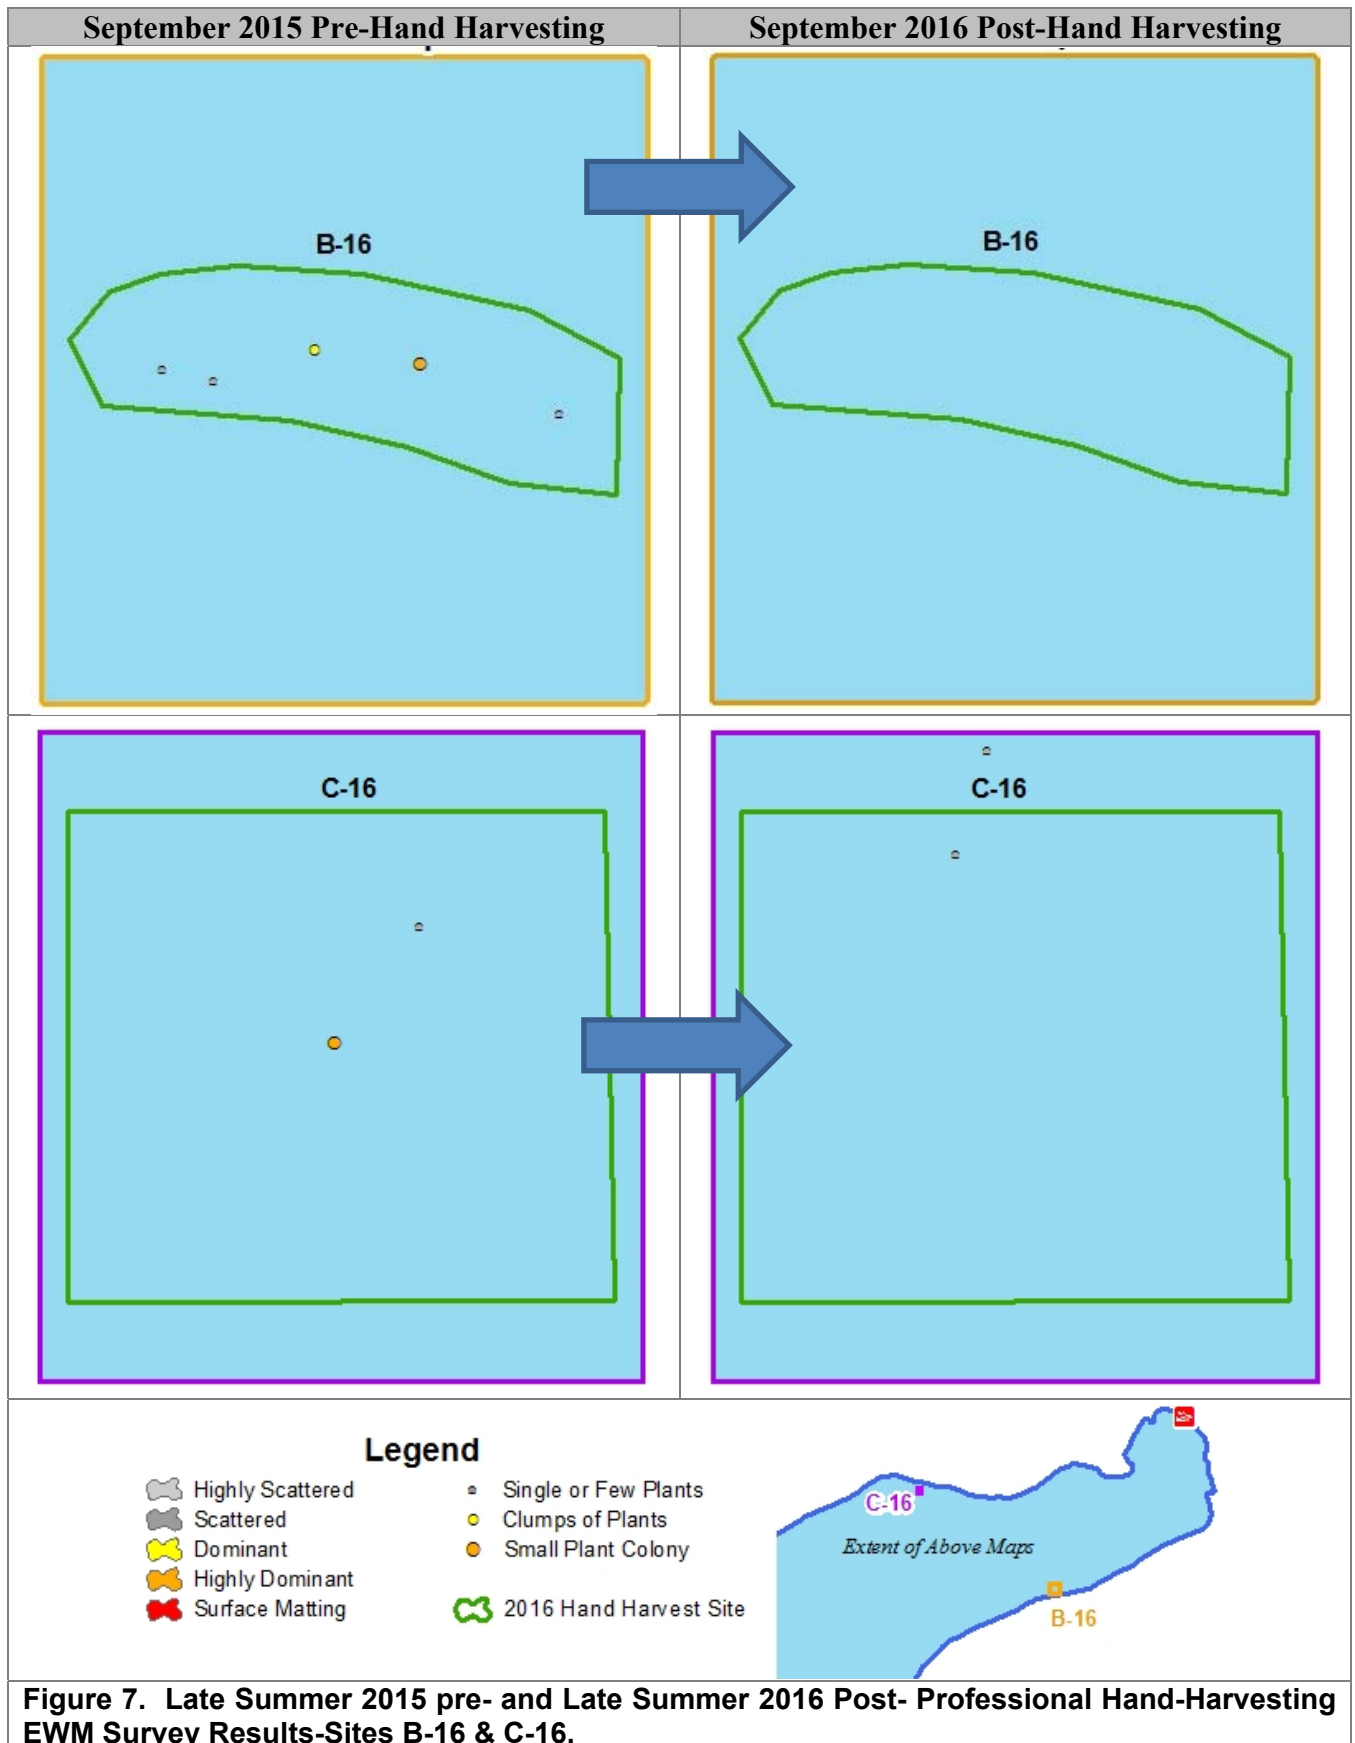 September 2015 Pre-Hand Harvesting
September 2016 Post-Hand Harvesting
B-16
B-16
C-16
C-16
Legend
Highly Scattered
Scattered
Dominant
Highly Dominant
Surface Matting
Single or Few Plants
Clumps of Plants
Small Plant Colony
2016 Hand Harvest Site
C-16
Extent of Above Maps
B-16
Figure 7. Late Summer 2015 pre- and Late Summer 2016 Post- Professional Hand-Harvesting
EWM Survey Results-Sites B-16 & C-16.